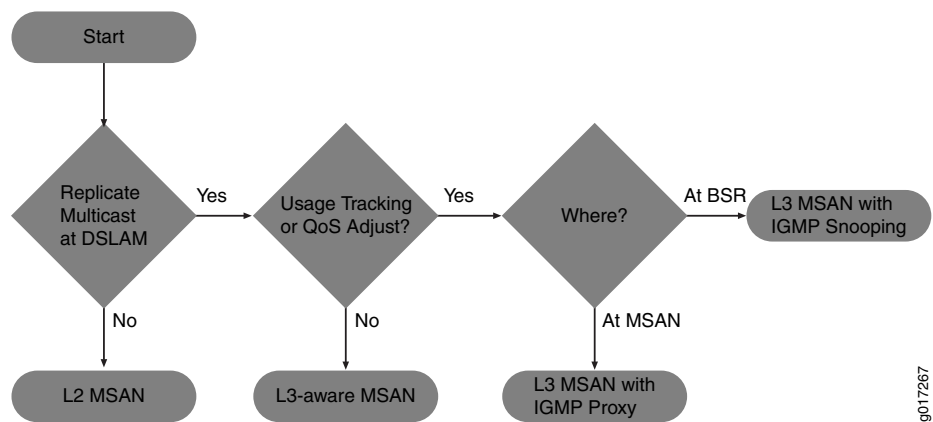 Start
Replicate
Multicast
at DSLAM
Yes
Usage Tracking
or QoS Adjust?
Yes
Where?
At BSR
L3 MSAN with
IGMP Snooping
No
No
At MSAN
L2 MSAN
L3-aware MSAN
L3 MSAN with
IGMP Proxy
g017267